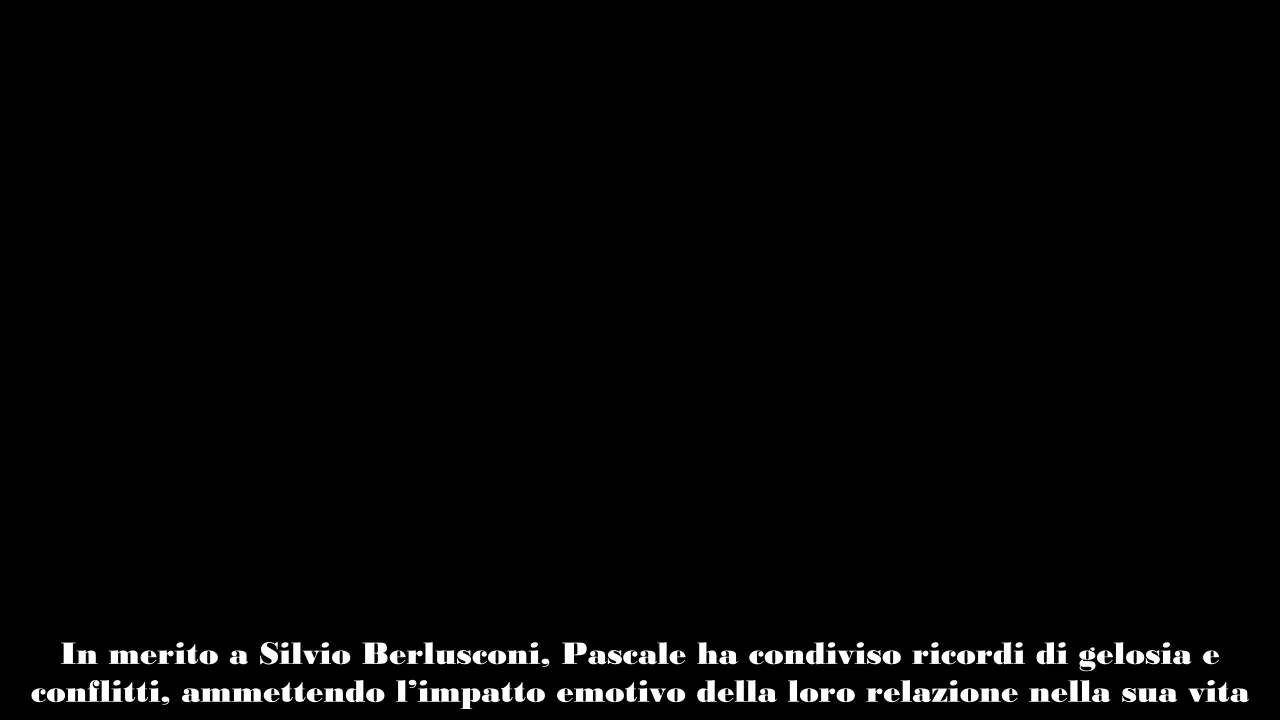 In merito a Silvio Berlusconi, Pascale ha condiviso ricordi di gelosia e
conflitti, ammettendo l’impatto emotivo della loro relazione nella sua vita